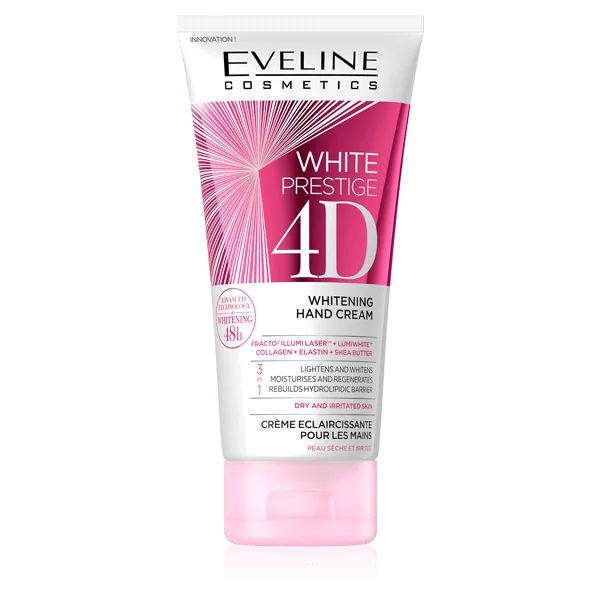 INNOVATION !
EVELINE
COSMETICS
WHITE
PRESTIGE
4D
WHITENING
HAND CREAM
ADVANCED
TECHNOLOGY
WHITENING
48h
FRACTO² ILLUMI LASER™ + LUMIWHITE™
COLLAGEN + ELASTIN + SHEA BUTTER
3 in 1
LIGHTENS AND WHITENS
MOISTURISES AND REGENERATES
REBUILDS HYDROLIPIDIC BARRIER
DRY AND IRRITATED SKIN
CRÈME ECLAIRCISSANTE
POUR LES MAINS
PEAU SÈCHE ET IRRITÉE